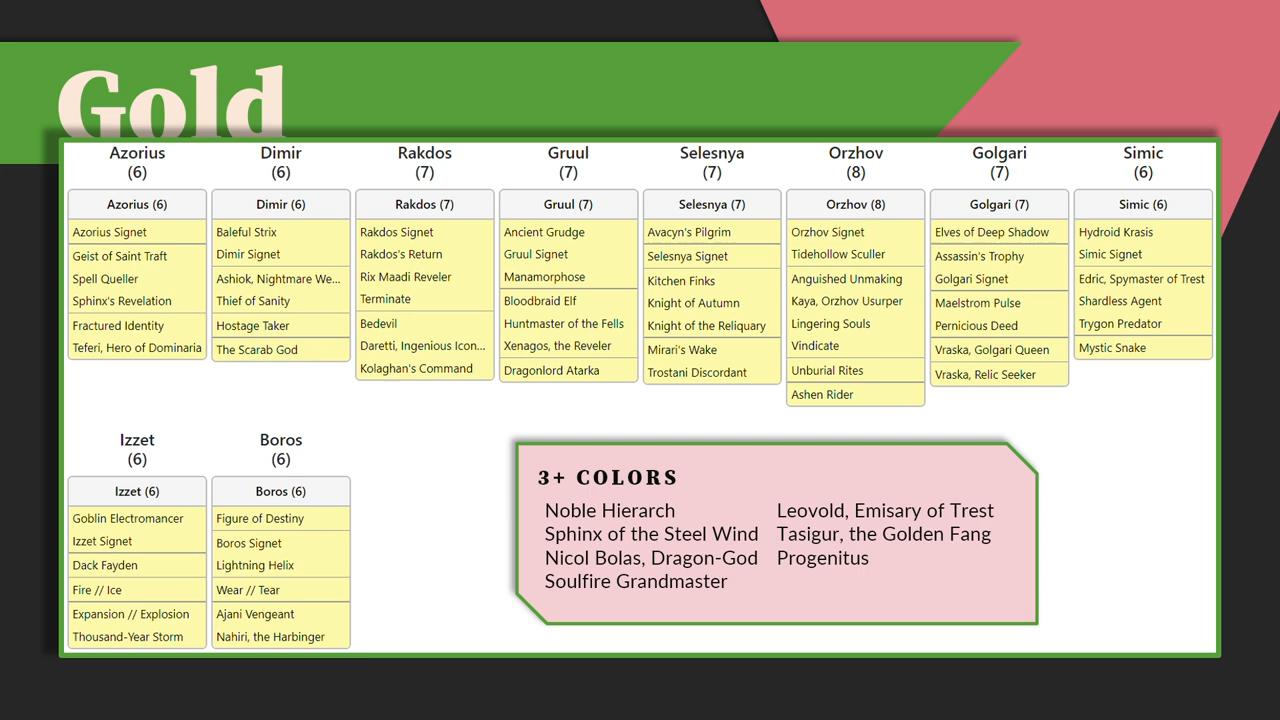 Gold
Azorius
(6)
Azorius (6)
Azorius Signet
Geist of Saint Traft
Spell Queller
Sphinx's Revelation
Fractured Identity
Teferi, Hero of Dominaria
Dimir
(6)
Dimir (6)
Baleful Strix
Dimir Signet
Ashiok, Nightmare We...
Thief of Sanity
Hostage Taker
The Scarab God
Rakdos
(7)
Rakdos (7)
Rakdos Signet
Rakdos's Return
Rix Maadi Reveler
Terminate
Bedevil
Daretti, Ingenious Icon...
Kolaghan's Command
Gruul
(7)
Gruul (7)
Ancient Grudge
Gruul Signet
Manamorphose
Bloodbraid Elf
Huntmaster of the Fells
Xenagos, the Reveler
Dragonlord Atarka
Selesnya
(7)
Selesnya (7)
Avacyn's Pilgrim
Selesnya Signet
Kitchen Finks
Knight of Autumn
Knight of the Reliquary
Mirari's Wake
Trostani Discordant
Orzhov
(8)
Orzhov (8)
Orzhov Signet
Tidehollow Sculler
Anguished Unmaking
Kaya, Orzhov Usurper
Lingering Souls
Vindicate
Unburial Rites
Ashen Rider
Golgari
(7)
Golgari (7)
Elves of Deep Shadow
Assassin's Trophy
Golgari Signet
Maelstrom Pulse
Pernicious Deed
Vraska, Golgari Queen
Vraska, Relic Seeker
Simic
(6)
Simic (6)
Hydroid Krasis
Simic Signet
Edric, Spymaster of Trest
Shardless Agent
Trygon Predator
Mystic Snake
Izzet
(6)
Izzet (6)
Goblin Electromancer
Izzet Signet
Dack Fayden
Fire // Ice
Expansion // Explosion
Thousand-Year Storm
Boros
(6)
Boros (6)
Figure of Destiny
Boros Signet
Lightning Helix
Wear // Tear
Ajani Vengeant
Nahiri, the Harbinger
3+ COLORS
Noble Hierarch
Sphinx of the Steel Wind
Nicol Bolas, Dragon-God
Soulfire Grandmaster
Leovold, Emisary of Trest
Tasigur, the Golden Fang
Progenitus